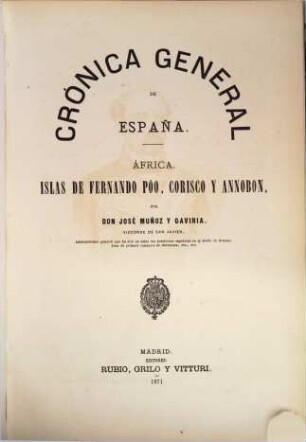 CRÓNICA GENERAL
DE
ESPAÑA.
ÁFRICA.
ISLAS DE FERNANDO PÓO, CORISCO Y ANNOBON,
POR
DON JOSÉ MUÑOZ Y GAVIRIA,
VIZCONDE DE SAN JAVIER,
MADRID.
EDITORES
RUBIO, GRILO Y VITTURI.
1871